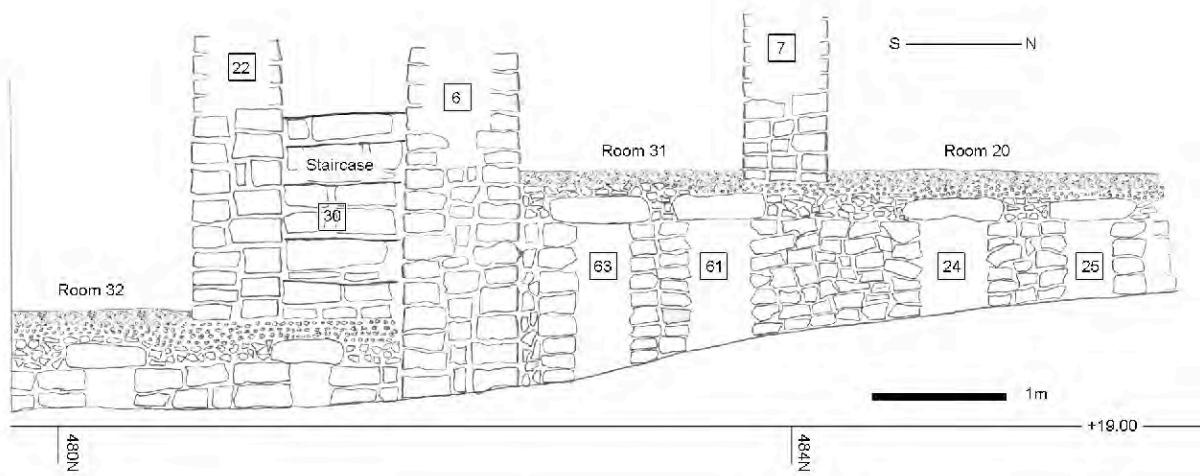 22
6
7
S N
Staircase
Room 31
Room 20
30
63
61
24
25
Room 32
1m
+19.00
480N
484N